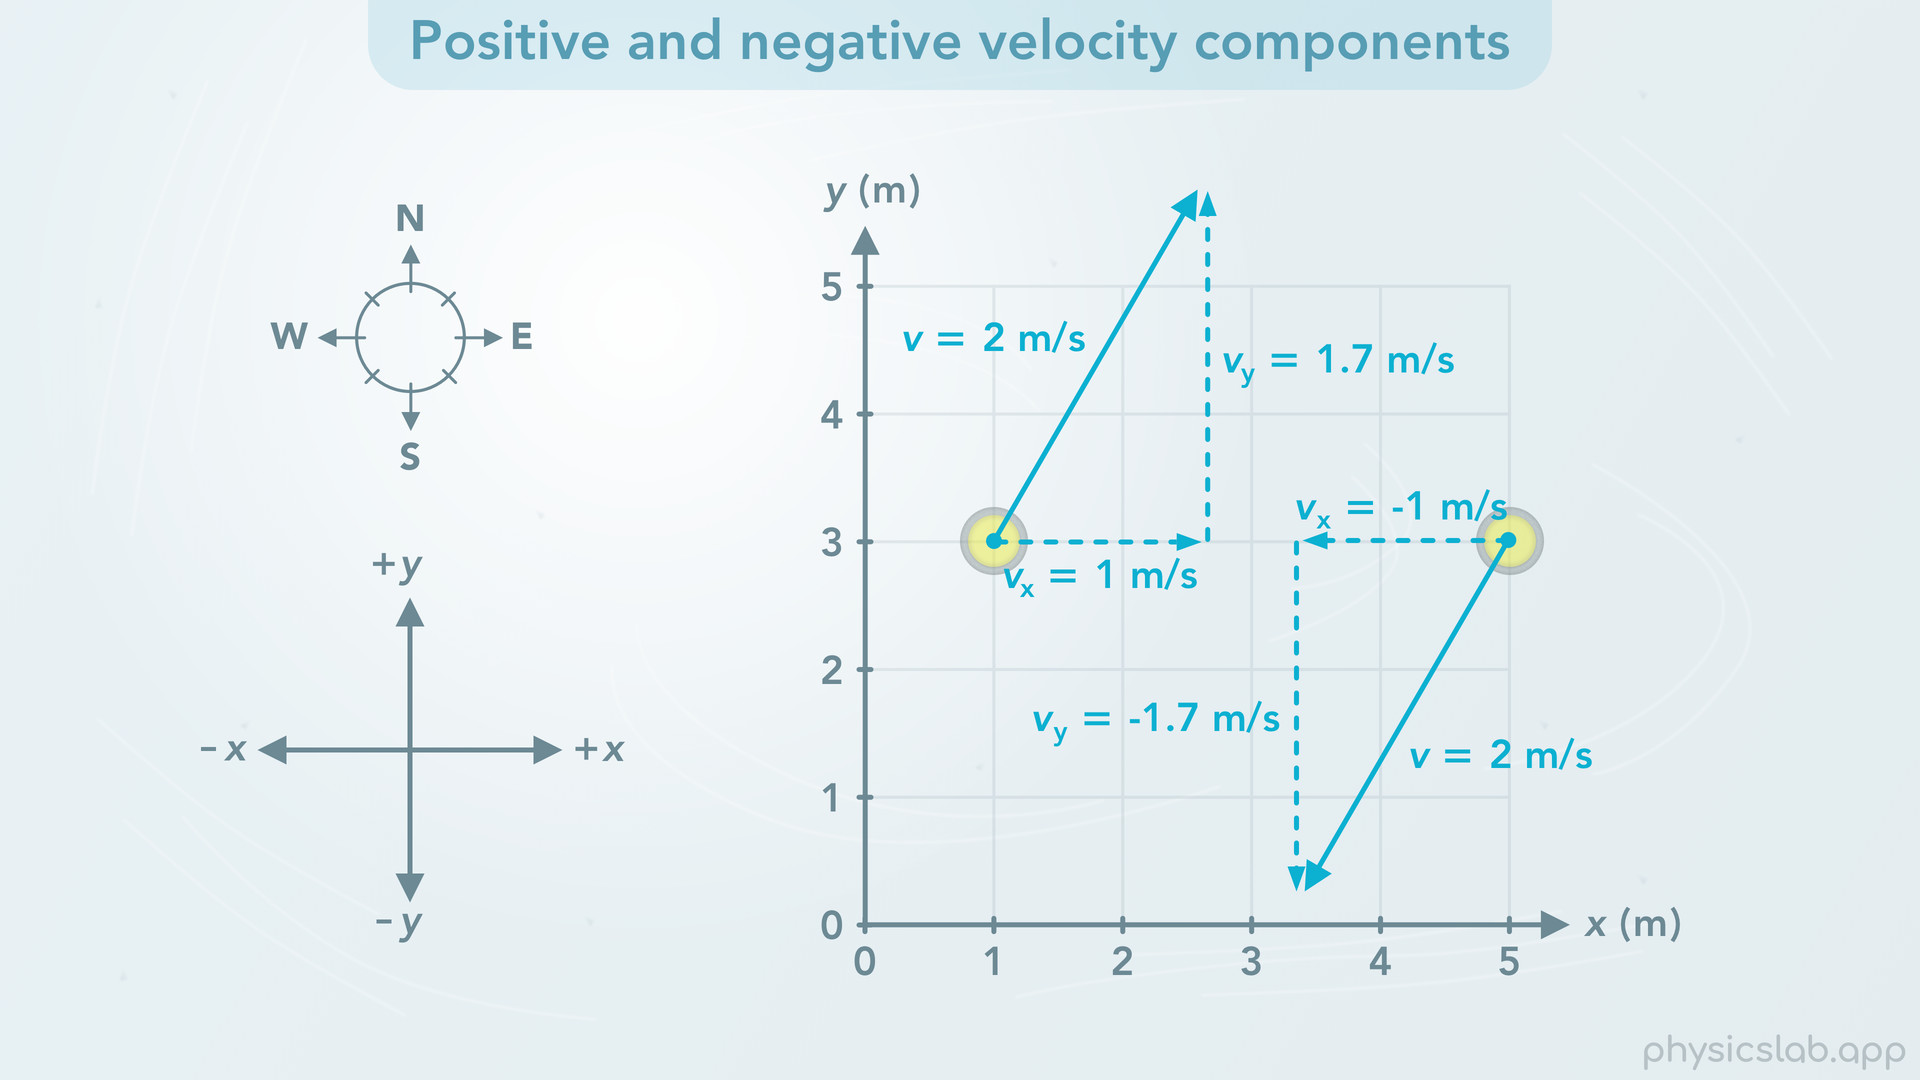 Positive and negative velocity components
N
W E
S
+y
-x +x
-y
y (m)
5
4
3
2
1
0
0 1 2 3 4 5
x (m)
v = 2 m/s
vy = 1.7 m/s
vx = 1 m/s
vx = -1 m/s
vy = -1.7 m/s
v = 2 m/s
physicslab.app